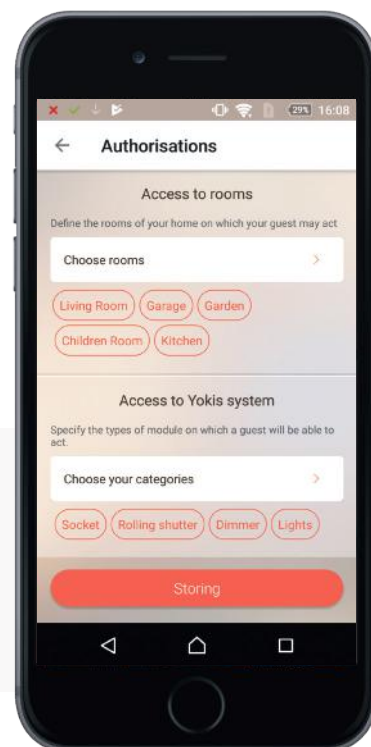 29% 16:08
Authorisations
Access to rooms
Define the rooms of your home on which your guest may act
Choose rooms
Living Room Garage Garden
Children Room Kitchen
Access to Yokis system
Specify the types of module on which a guest will be able to
act.
Choose your categories
Socket Rolling shutter Dimmer Lights
Storing